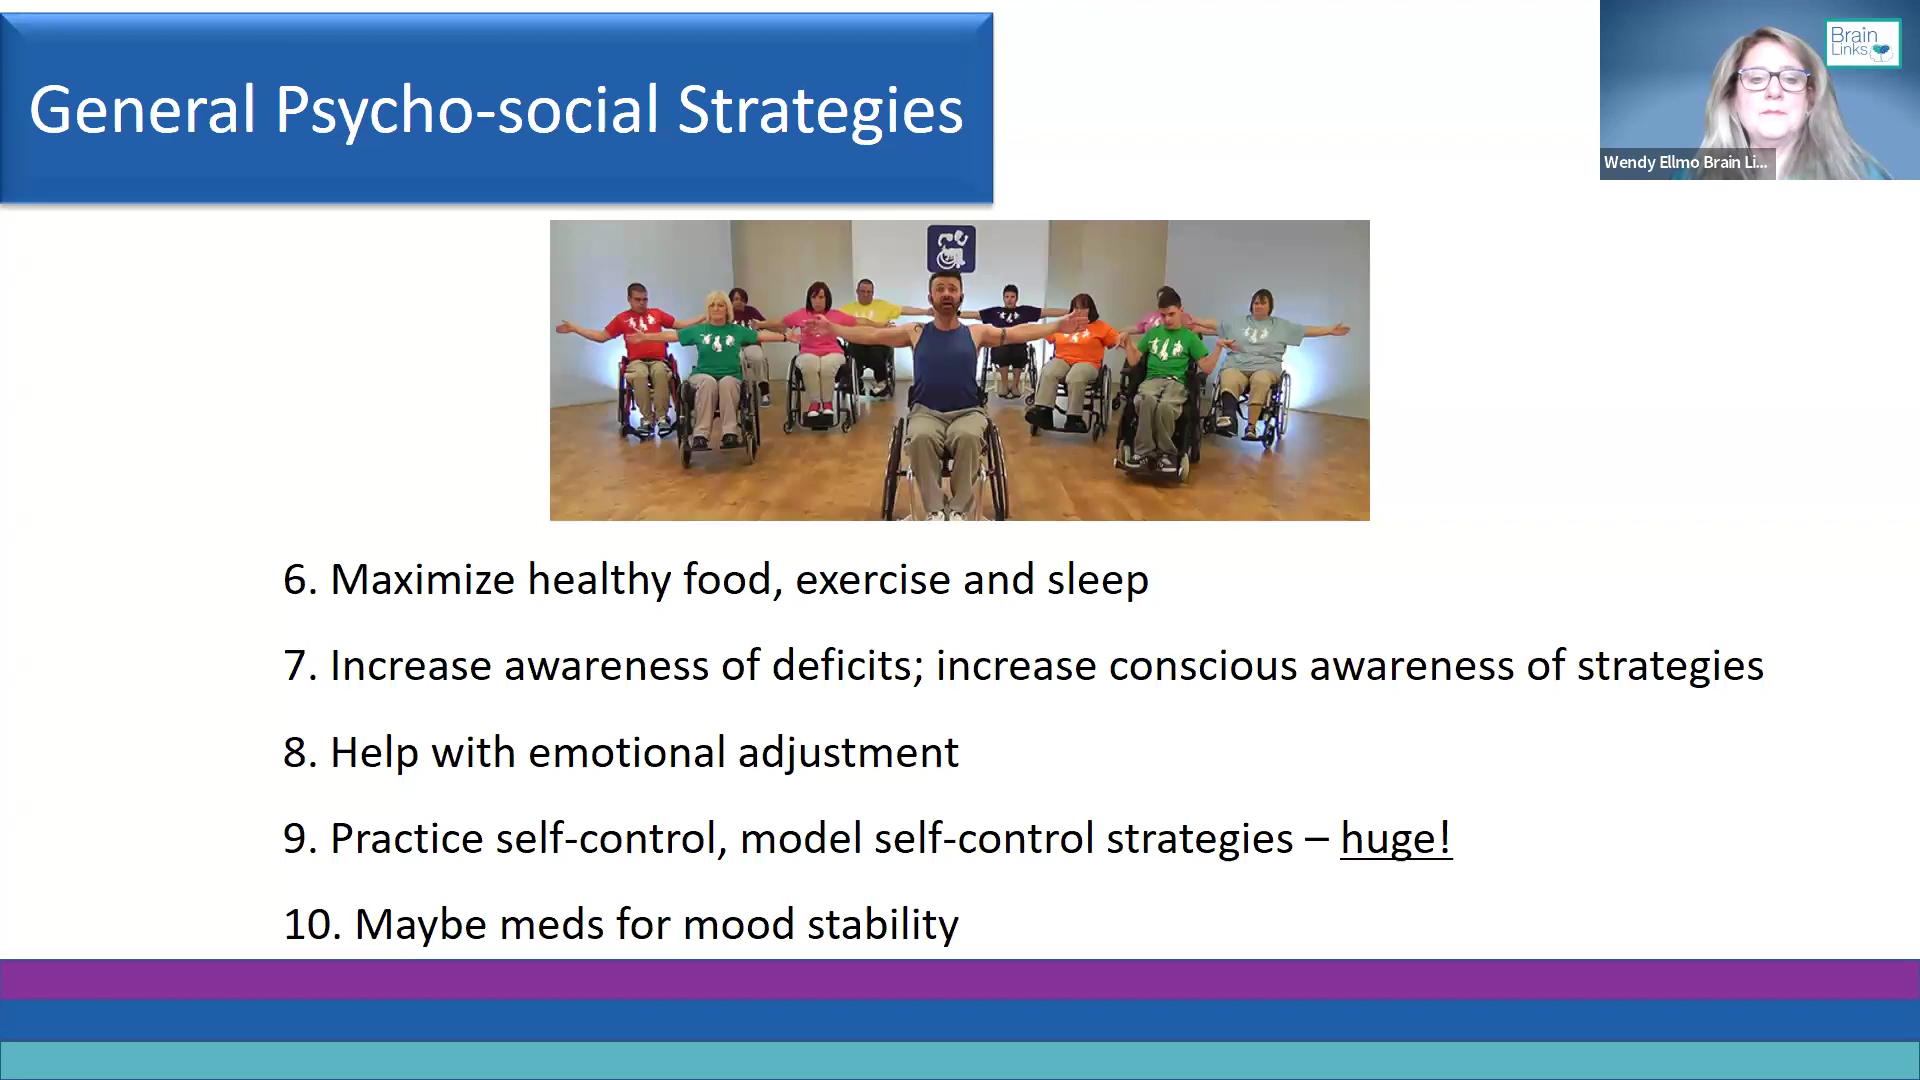 General Psycho-social Strategies
Brain
Links
Wendy Ellmo Brain Li...
6. Maximize healthy food, exercise and sleep
7. Increase awareness of deficits; increase conscious awareness of strategies
8. Help with emotional adjustment
9. Practice self-control, model self-control strategies – huge!
10. Maybe meds for mood stability